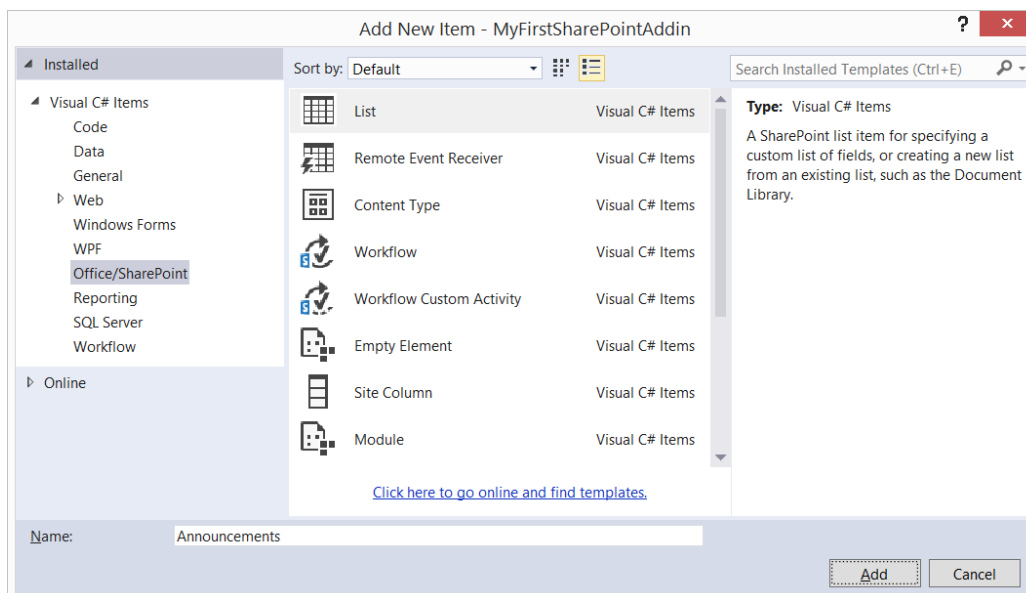 Add New Item - MyFirstSharePointAddin
?
Installed
Sort by: Default
Search Installed Templates (Ctrl+E)
Visual C# Items
Code
Data
General
Web
Windows Forms
WPF
Office/SharePoint
Reporting
SQL Server
Workflow
Online
List Visual C# Items
Remote Event Receiver Visual C# Items
Content Type Visual C# Items
Workflow Visual C# Items
Workflow Custom Activity Visual C# Items
Empty Element Visual C# Items
Site Column Visual C# Items
Module Visual C# Items
Click here to go online and find templates.
Type: Visual C# Items
A SharePoint list item for specifying a
custom list of fields, or creating a new list
from an existing list, such as the Document
Library.
Name: Announcements
Add Cancel